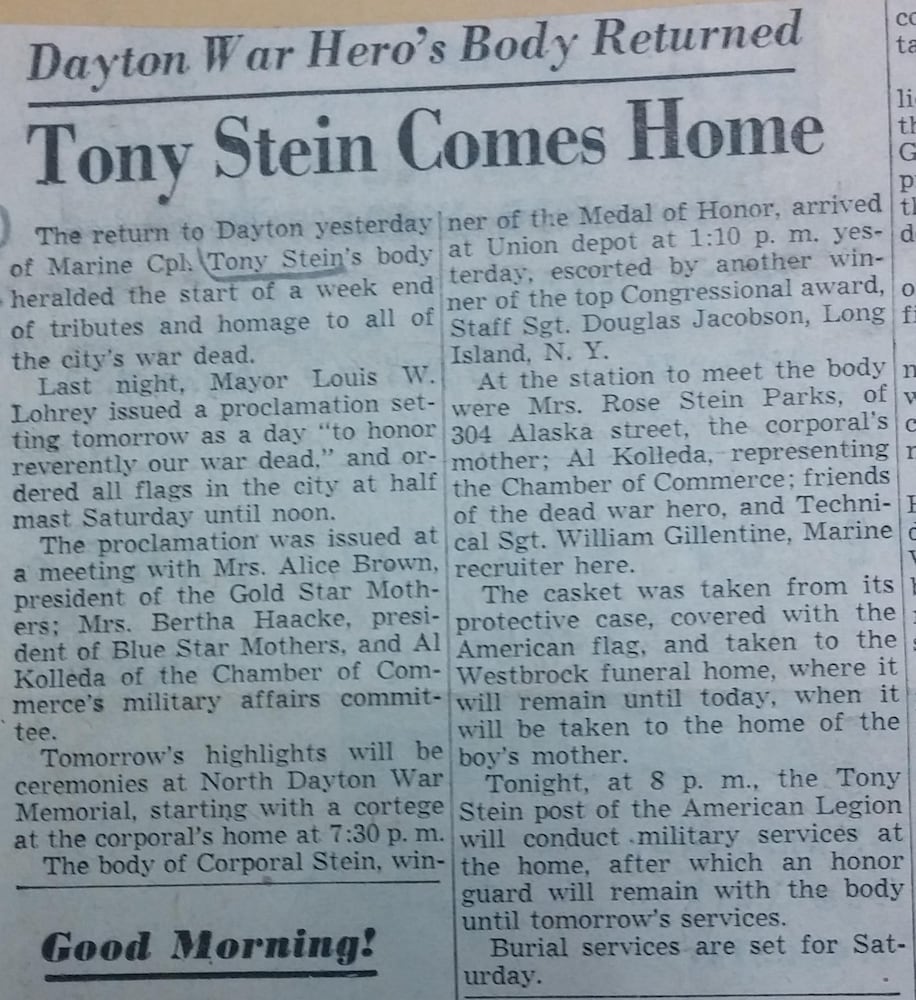 Dayton War Hero's Body Returned
Tony Stein Comes Home
The return to Dayton yesterday
of Marine Cpl. Tony Stein's body
heralded the start of a week end
of tributes and homage to all of
the city's war dead.
Last night, Mayor Louis W.
Lohrey issued a proclamation set-
ting tomorrow as a day "to honor
reverently our war dead," and or-
dered all flags in the city at half
mast Saturday until noon.
The proclamation was issued at
a meeting with Mrs. Alice Brown,
president of the Gold Star Moth-
ers; Mrs. Bertha Haacke, presi-
dent of Blue Star Mothers, and Al
Kolleda of the Chamber of Com-
merce's military affairs commit-
tee.
Tomorrow's highlights will be
ceremonies at North Dayton War
Memorial, starting with a cortege
at the corporal's home at 7:30 p. m.
The body of Corporal Stein, win-
ner of the Medal of Honor, arrived
at Union depot at 1:10 p. m. yes-
terday, escorted by another win-
ner of the top Congressional award,
Staff Sgt. Douglas Jacobson, Long
Island, N. Y.
At the station to meet the body
were Mrs. Rose Stein Parks, of
304 Alaska street, the corporal's
mother; Al Kolleda, representing
the Chamber of Commerce; friends
of the dead war hero, and Techni-
cal Sgt. William Gillentine, Marine
recruiter here.
The casket was taken from its
protective case, covered with the
American flag, and taken to the
Westbrock funeral home, where it
will remain until today, when it
will be taken to the home of the
boy's mother.
Tonight, at 8 p. m., the Tony
Stein post of the American Legion
will conduct military services at
the home, after which an honor
guard will remain with the body
until tomorrow's services.
Burial services are set for Sat-
urday.
Good Morning!